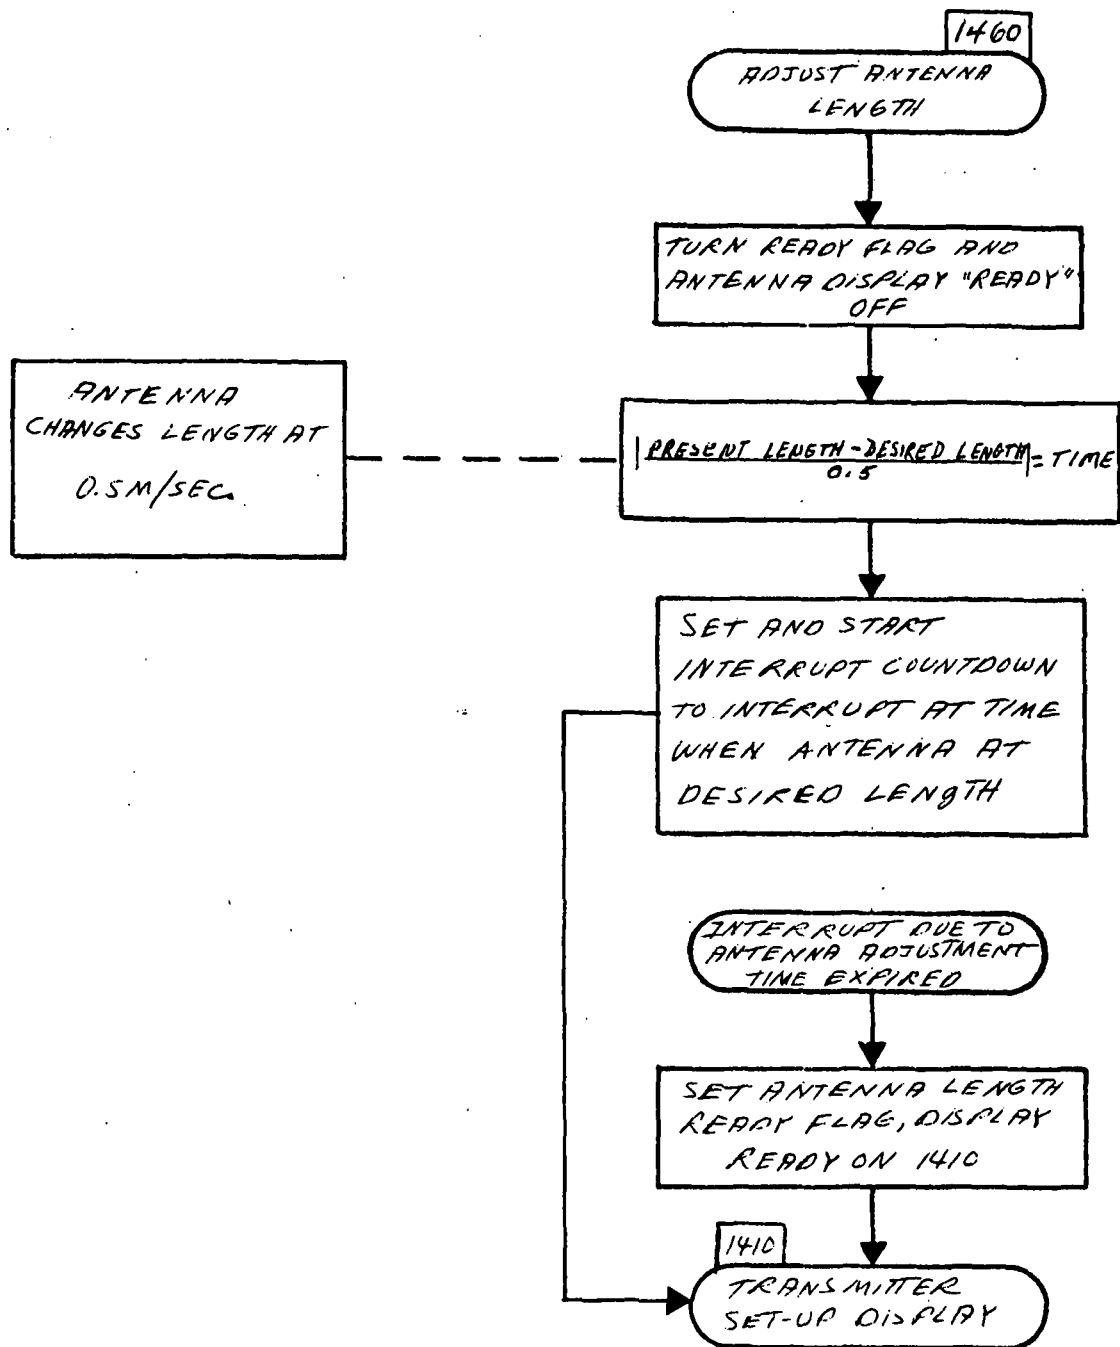 1460
ADJUST ANTENNA
LENGTH
TURN READY FLAG AND
ANTENNA DISPLAY "READY"
OFF
ANTENNA
CHANGES LENGTH AT
0.5M/SEC.
|PRESENT LENGTH - DESIRED LENGTH| = TIME
0.5
SET AND START
INTERRUPT COUNTDOWN
TO INTERRUPT AT TIME
WHEN ANTENNA AT
DESIRED LENGTH
INTERRUPT DUE TO
ANTENNA ADJUSTMENT
TIME EXPIRED
SET ANTENNA LENGTH
READY FLAG, DISPLAY
READY ON 1410
1410
TRANSMITTER
SET-UP DISPLAY